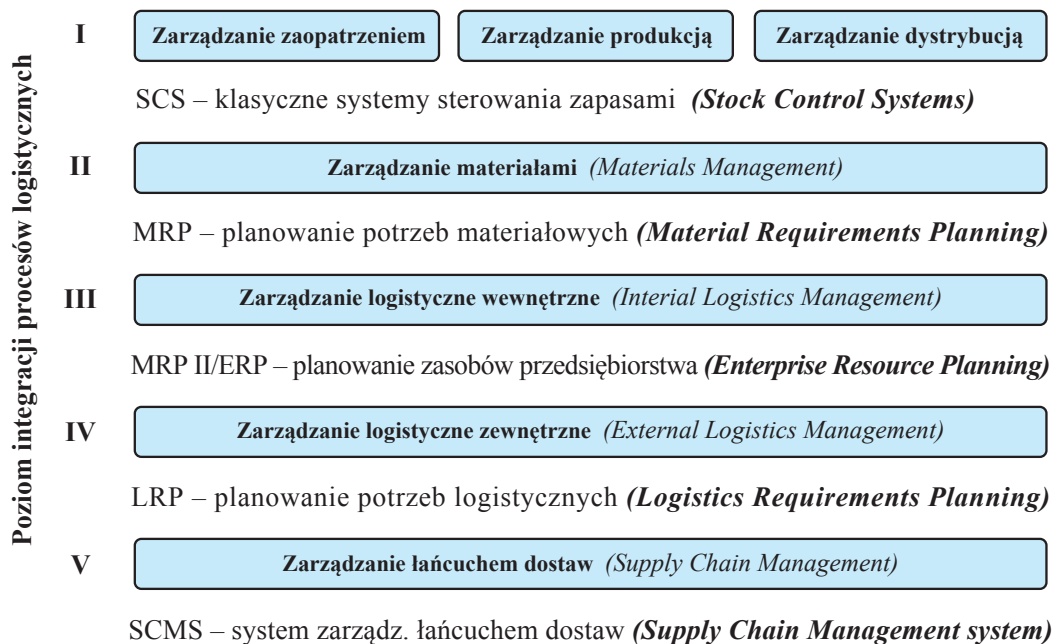 Poziom integracji procesów logistycznych
I Zarządzanie zaopatrzeniem Zarządzanie produkcją Zarządzanie dystrybucją
SCS – klasyczne systemy sterowania zapasami (Stock Control Systems)
II Zarządzanie materiałami (Materials Management)
MRP – planowanie potrzeb materiałowych (Material Requirements Planning)
III Zarządzanie logistyczne wewnętrzne (Interial Logistics Management)
MRP II/ERP – planowanie zasobów przedsiębiorstwa (Enterprise Resource Planning)
IV Zarządzanie logistyczne zewnętrzne (External Logistics Management)
LRP – planowanie potrzeb logistycznych (Logistics Requirements Planning)
V Zarządzanie łańcuchem dostaw (Supply Chain Management)
SCMS – system zarządz. łańcuchem dostaw (Supply Chain Management system)